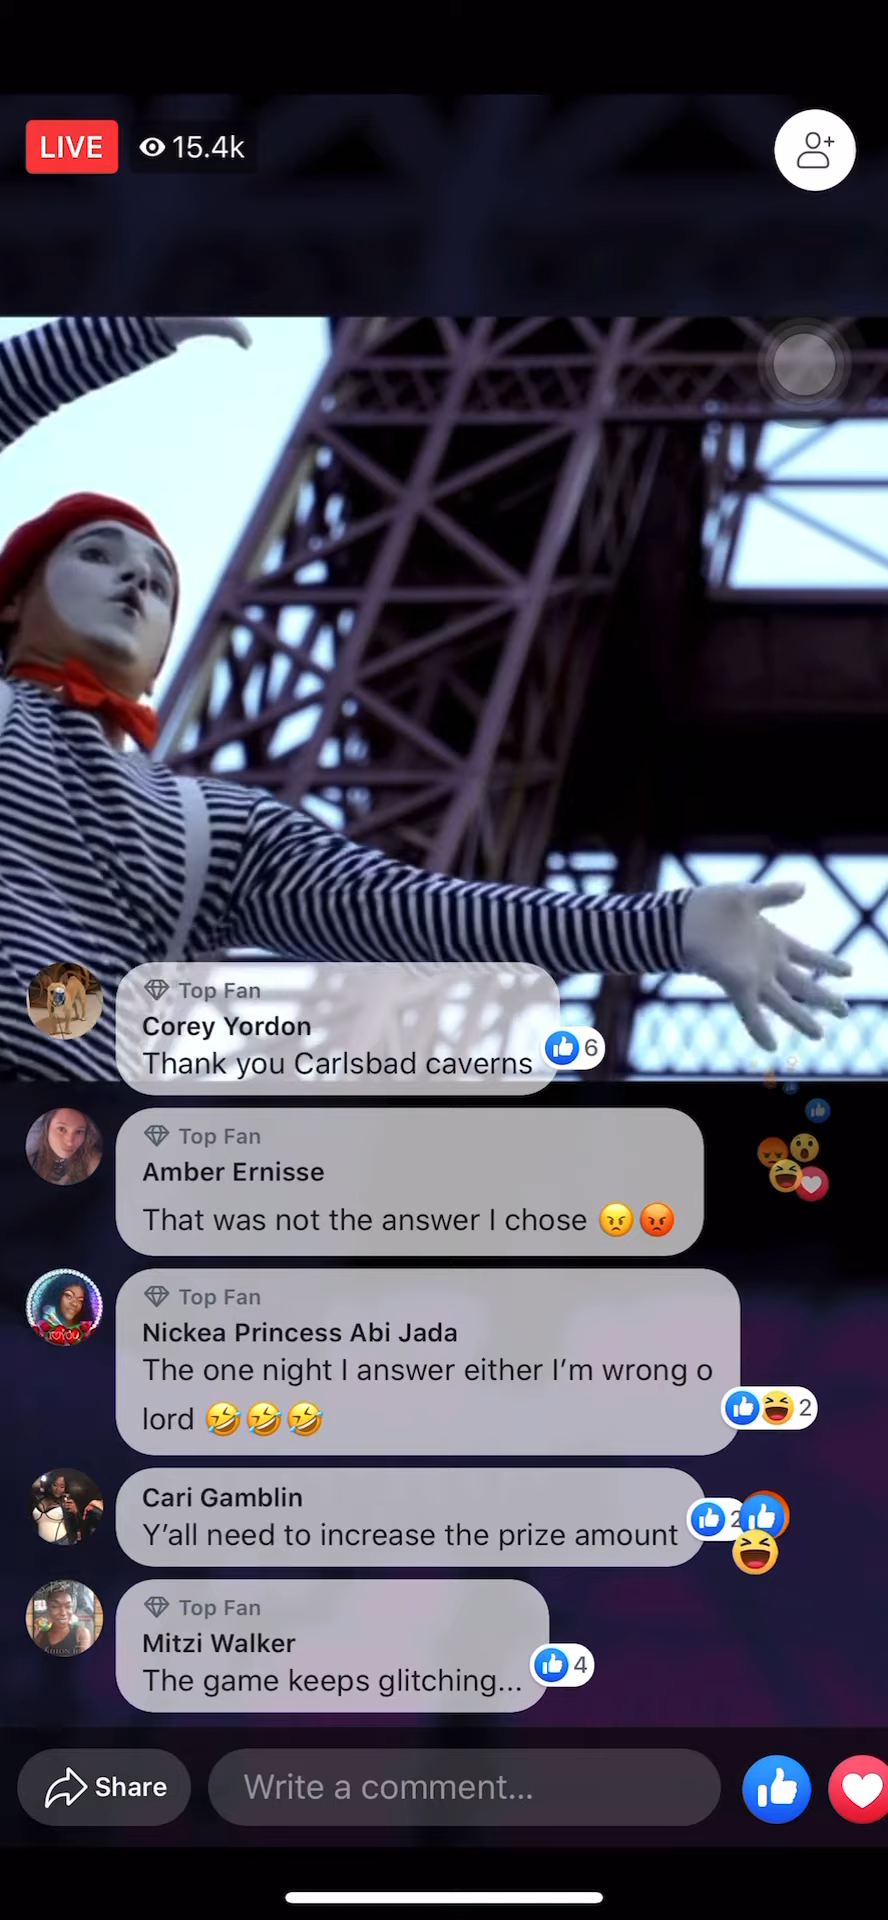 LIVE 15.4k
Top Fan
Corey Yordon
Thank you Carlsbad caverns
6
Top Fan
Amber Ernisse
That was not the answer I chose 😠😡
Top Fan
Nickea Princess Abi Jada
The one night I answer either I'm wrong o
lord 🤣🤣🤣
2
Cari Gamblin
Y'all need to increase the prize amount
2
Top Fan
Mitzi Walker
The game keeps glitching...
4
Share
Write a comment...